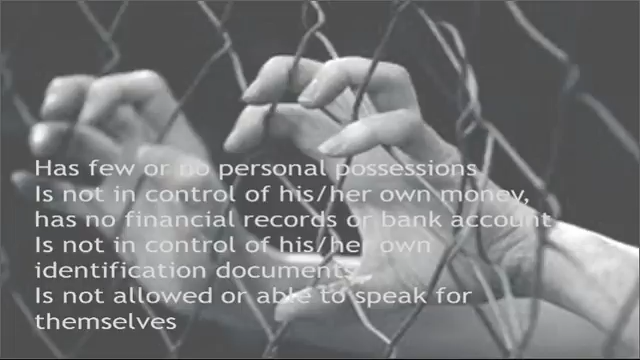 Has few or no personal possessions
Is not in control of his/her own money,
has no financial records or bank account
Is not in control of his/her own
identification documents
Is not allowed or able to speak for
themselves